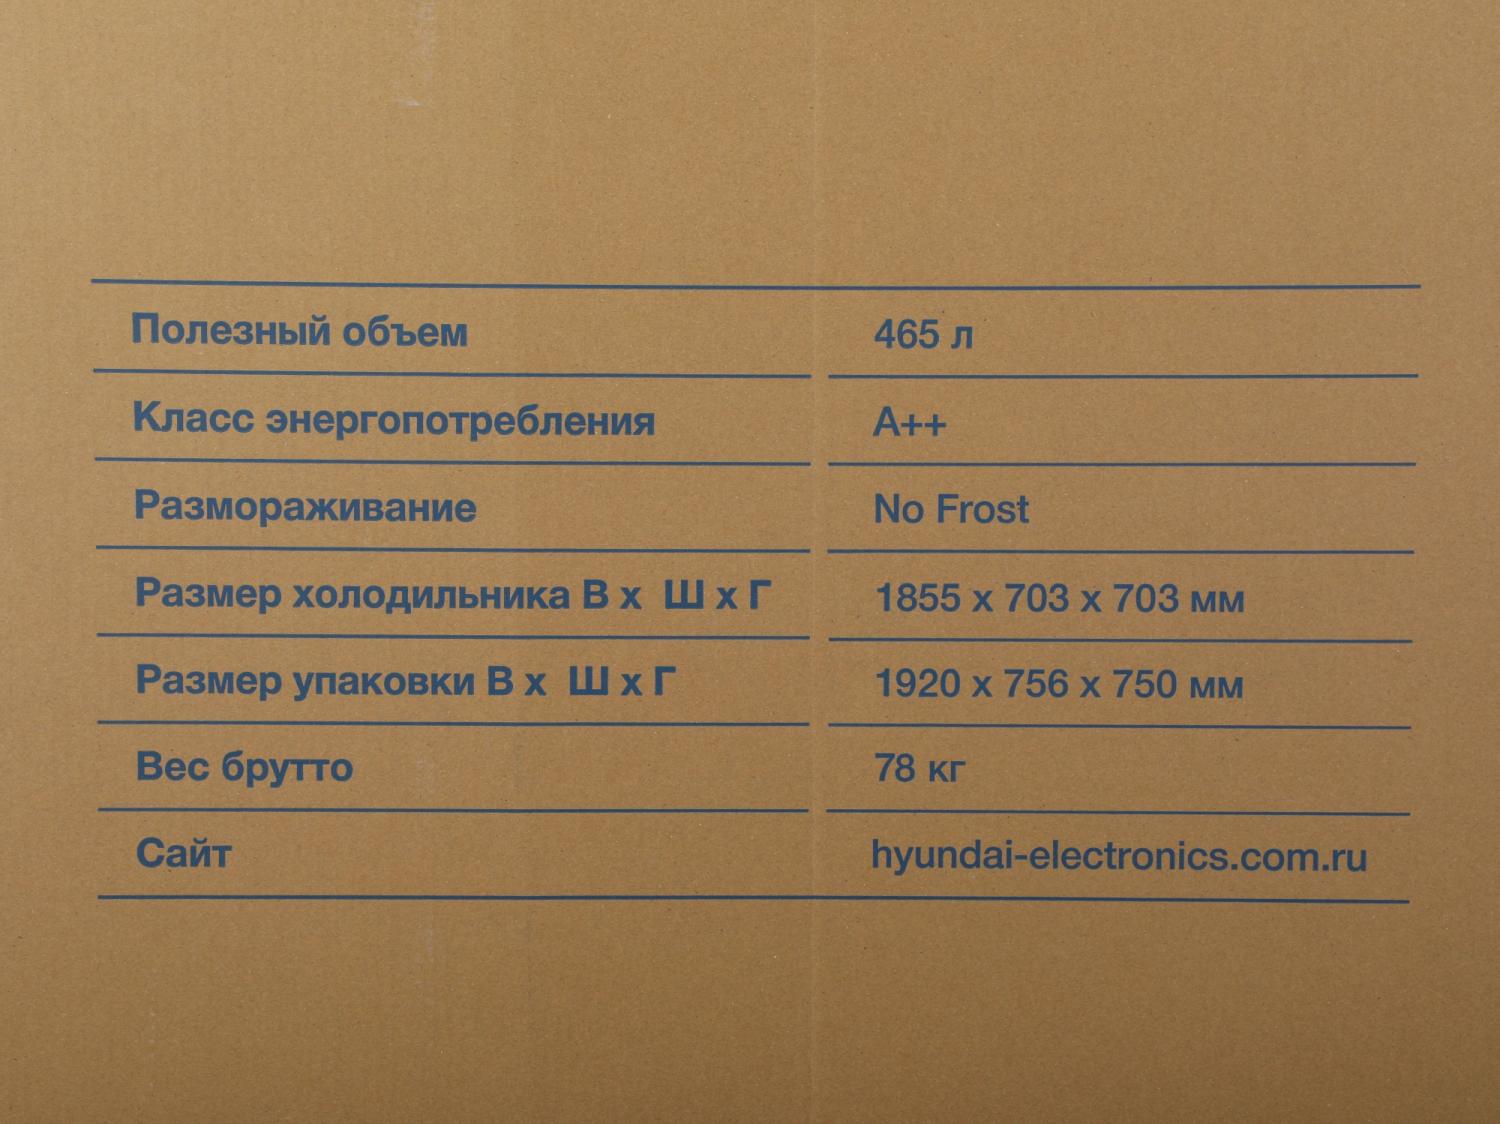 Полезный объем 465 л
Класс энергопотребления A++
Размораживание No Frost
Размер холодильника В х Ш х Г 1855 x 703 x 703 мм
Размер упаковки В х Ш х Г 1920 x 756 x 750 мм
Вес брутто 78 кг
Сайт hyundai-electronics.com.ru